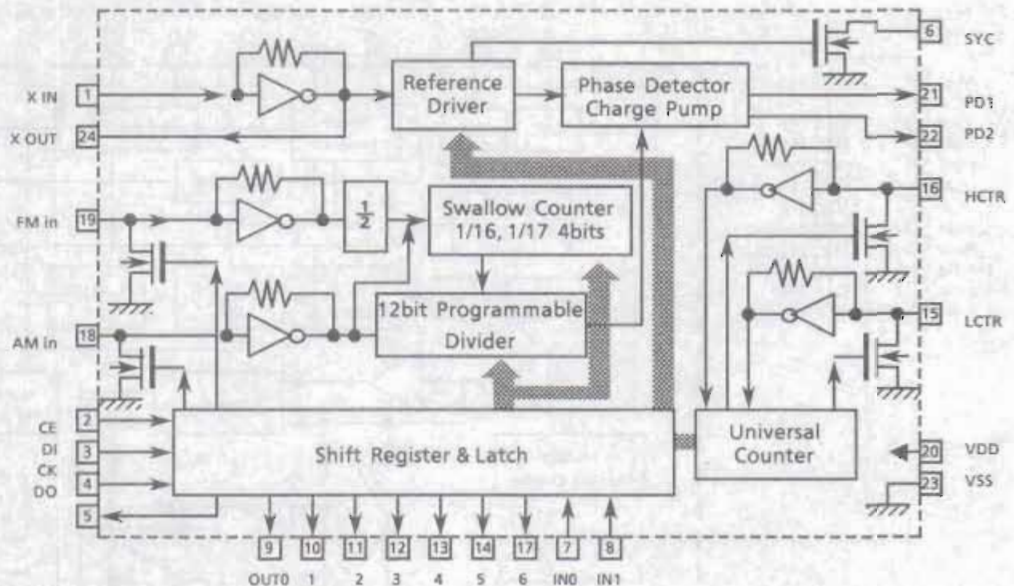 6 SYC
X IN 1
Reference
Driver
Phase Detector
Charge Pump
21 PD1
X OUT 24
22 PD2
16 HCTR
FM in 19
1
2
Swallow Counter
1/16, 1/17 4bits
12bit Programmable
Divider
15 LCTR
AM in 18
CE 2
DI 3
CK 4
DO 5
Shift Register & Latch
Universal
Counter
20 VDD
23 VSS
9 10 11 12 13 14 17 7 8
OUT0 1 2 3 4 5 6 IN0 IN1